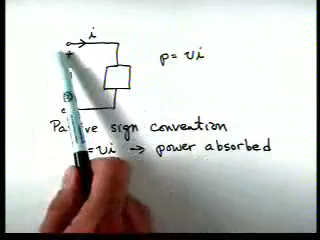 i
+
p = vi
sign convention
= vi → power absorbed